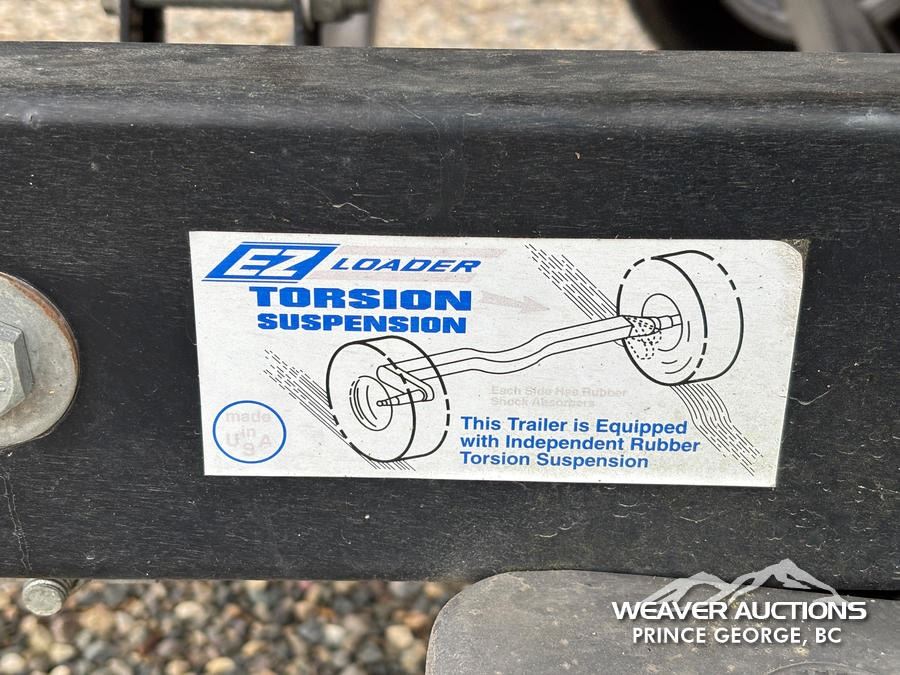 EZ LOADER
TORSION
SUSPENSION
Each Side Has Rubber
Shock Absorbers
made
in
U S A
This Trailer is Equipped
with Independent Rubber
Torsion Suspension
WEAVER AUCTIONS
PRINCE GEORGE, BC